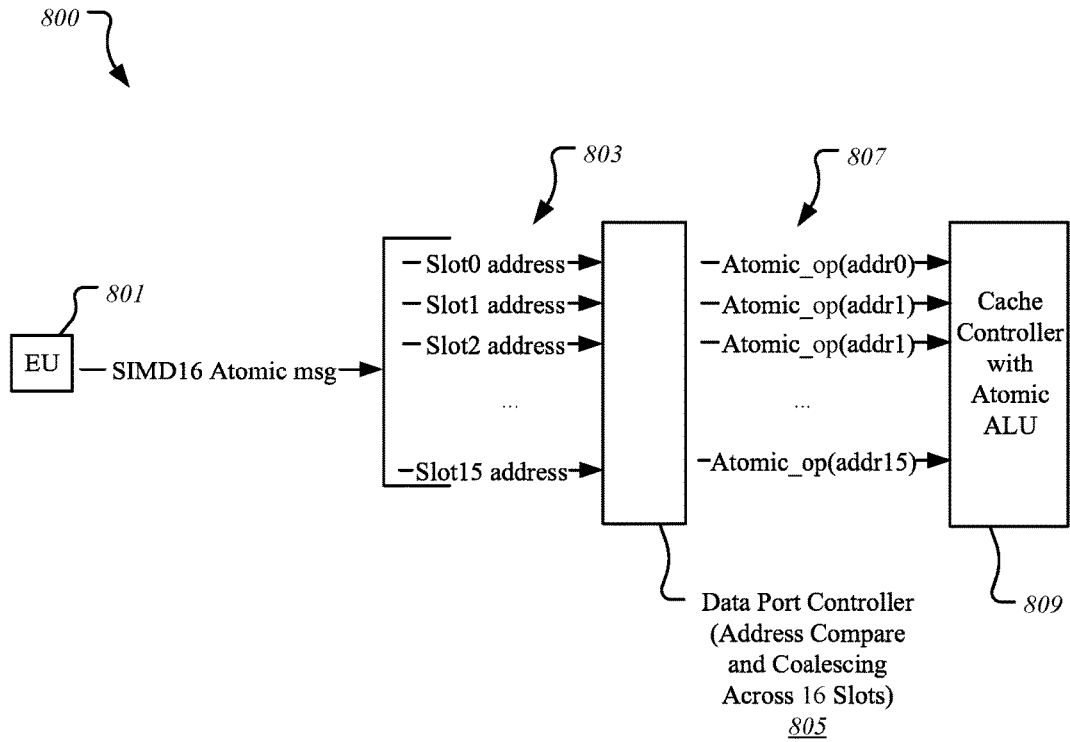 800
803
807
Slot0 address
Atomic_op(addr0)
801
Slot1 address
Atomic_op(addr1)
Cache
Controller
with
Atomic
ALU
Slot2 address
Atomic_op(addr1)
EU
SIMD16 Atomic msg
...
...
Slot15 address
Atomic_op(addr15)
Data Port Controller
(Address Compare
and Coalescing
Across 16 Slots)
805
809